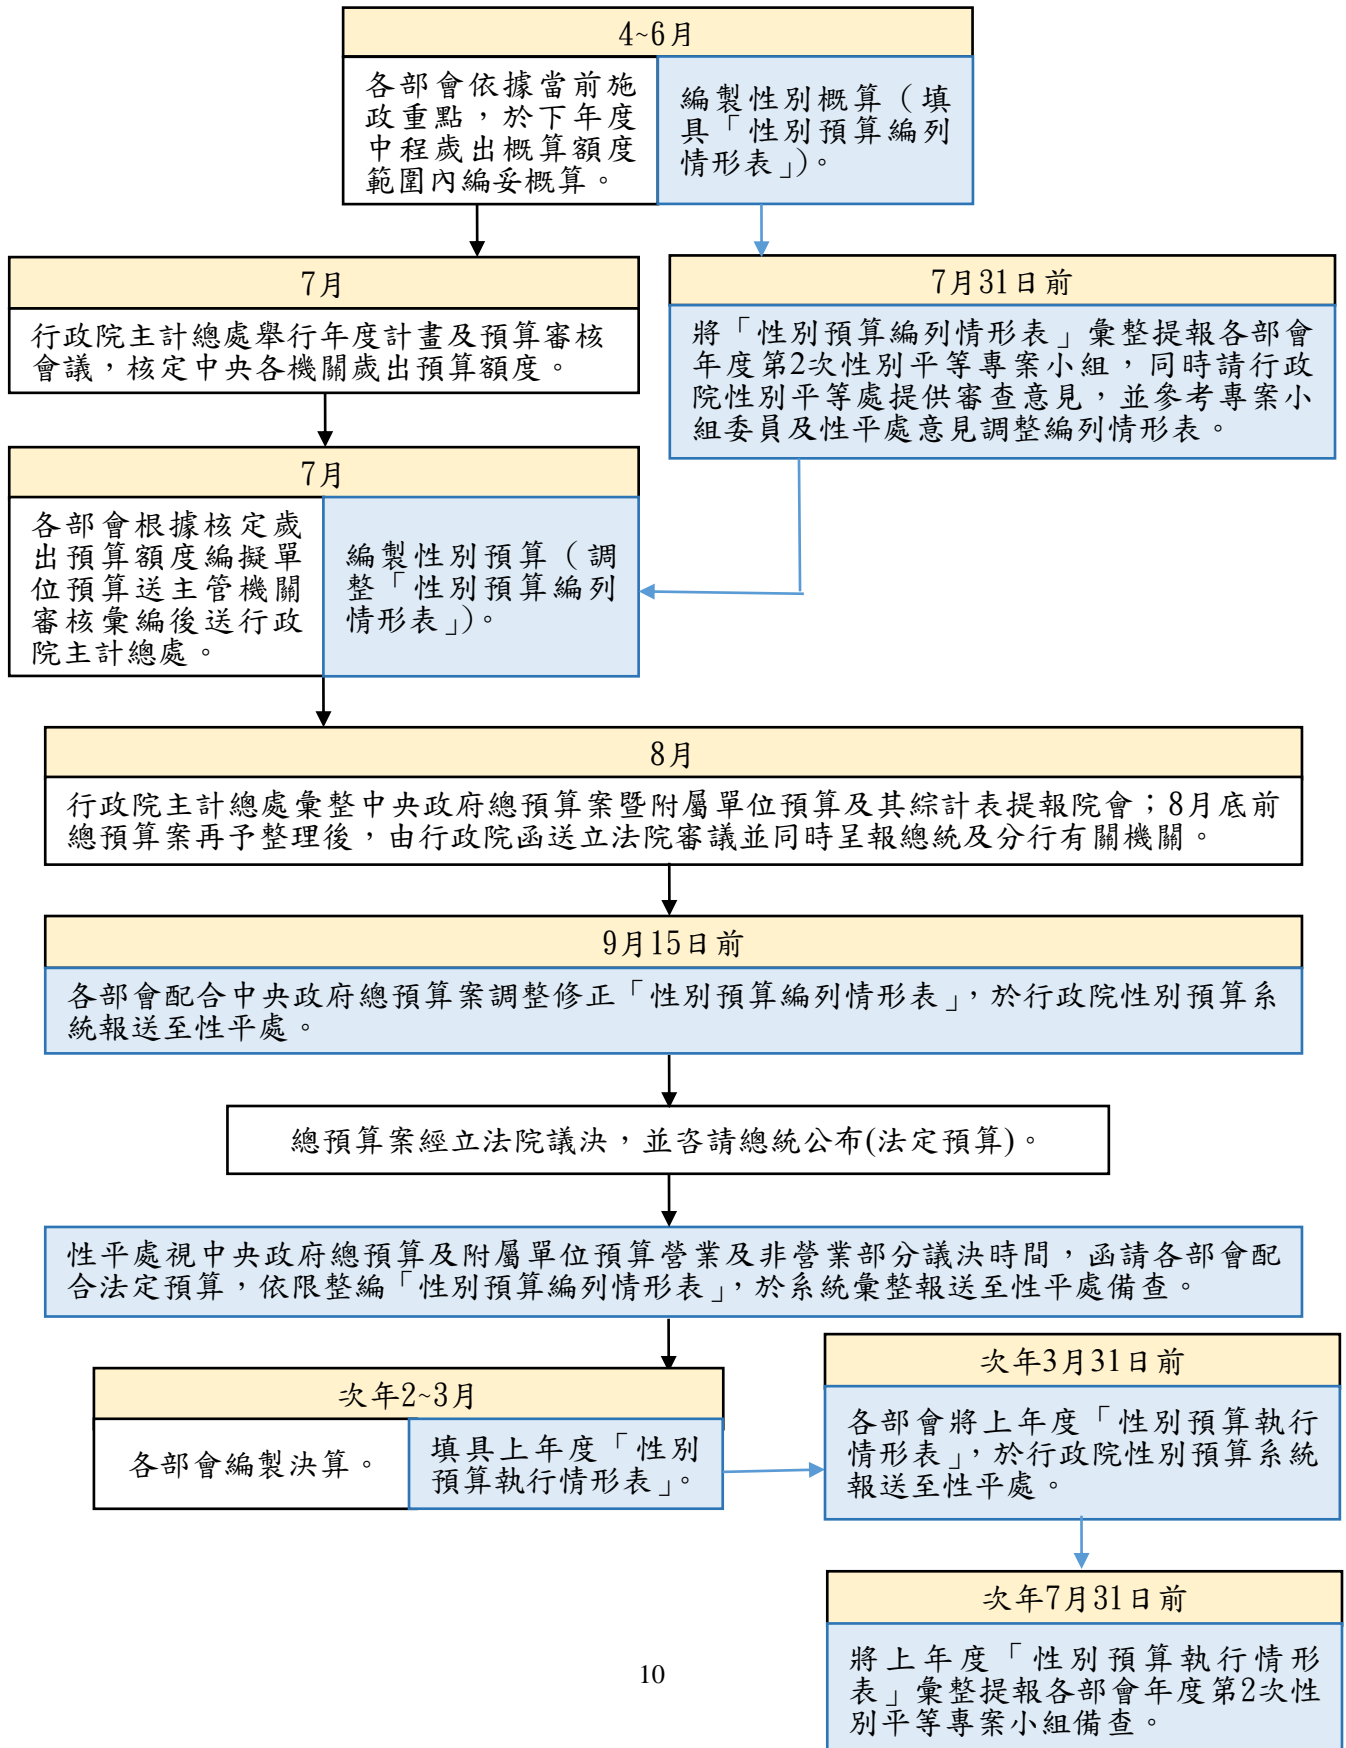 4~6月
各部會依據當前施
政重點，於下年度
中程歲出概算額度
範圍內編妥概算。
編製性別概算（填
具「性別預算編列
情形表」）。
7月
行政院主計總處舉行年度計畫及預算審核
會議，核定中央各機關歲出預算額度。
7月31日前
將「性別預算編列情形表」彙整提報各部會
年度第2次性別平等專案小組，同時請行政
院性別平等處提供審查意見，並參考專案小
組委員及性平處意見調整編列情形表。
7月
各部會根據核定歲
出預算額度編擬單
位預算送主管機關
審核彙編後送行政
院主計總處。
編製性別預算（調
整「性別預算編列
情形表」）。
8月
行政院主計總處彙整中央政府總預算案暨附屬單位預算及其綜計表提報院會；8月底前
總預算案再予整理後，由行政院函送立法院審議並同時呈報總統及分行有關機關。
9月15日前
各部會配合中央政府總預算案調整修正「性別預算編列情形表」，於行政院性別預算系
統報送至性平處。
總預算案經立法院議決，並咨請總統公布(法定預算)。
性平處視中央政府總預算及附屬單位預算營業及非營業部分議決時間，函請各部會配
合法定預算，依限整編「性別預算編列情形表」，於系統彙整報送至性平處備查。
次年2~3月
各部會編製決算。
填具上年度「性別
預算執行情形表」。
次年3月31日前
各部會將上年度「性別預算執行
情形表」，於行政院性別預算系統
報送至性平處。
次年7月31日前
將上年度「性別預算執行情形
表」彙整提報各部會年度第2次性
別平等專案小組備查。
10